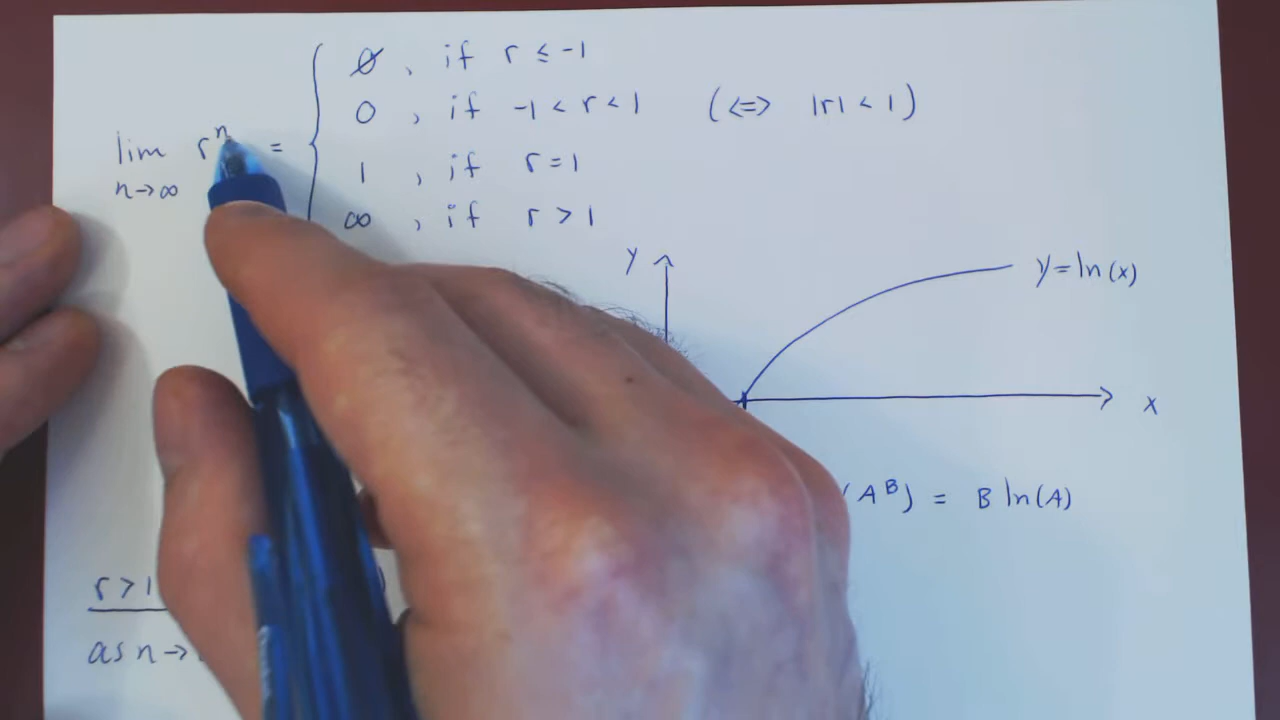 ∅ , if r ≤ -1
0 , if -1 < r < 1 (⇔ |r| < 1)
lim r^n =
n→∞
1 , if r = 1
∞ , if r > 1
y
y = ln(x)
x
(A^B) = B ln(A)
r > 1
as n →